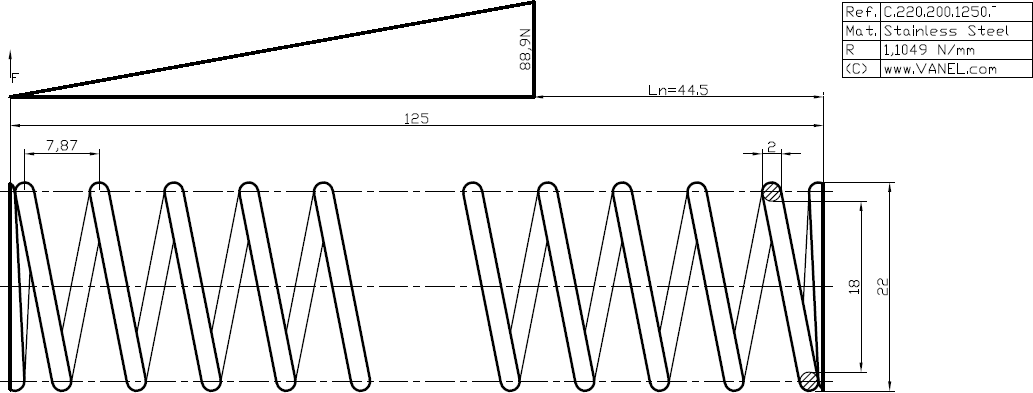 Ref. C.220.200.1250.-
Mat. Stainless Steel
R 1,1049 N/mm
(C) www.VANEL.com
F
88,9N
Ln=44.5
125
7,87
2
18
22